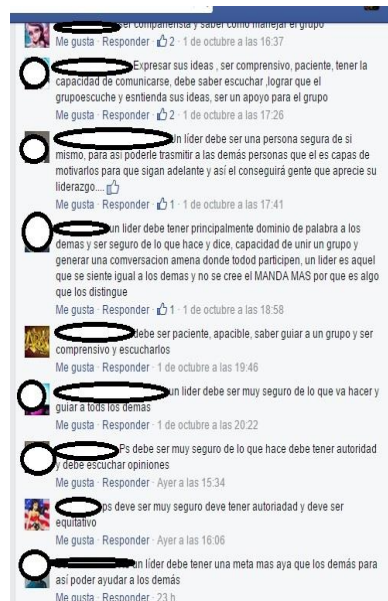 ser compañerista y saber como manejar el grupo
Me gusta · Responder · 2 · 1 de octubre a las 16:37
Expresar sus ideas , ser comprensivo, paciente, tener la
capacidad de comunicarse, debe saber escuchar ,lograr que el
grupoescuche y esntienda sus ideas, ser un apoyo para el grupo
Me gusta · Responder · 2 · 1 de octubre a las 17:26
Un líder debe ser una persona segura de si
mismo, para asi poderle trasmitir a las demás personas que el es capas de
motivarlos para que sigan adelante y así el conseguirá gente que aprecie su
liderazgo....
Me gusta · Responder · 1 · 1 de octubre a las 17:41
un lider debe tener principalmente dominio de palabra a los
demas y ser seguro de lo que hace y dice, capacidad de unir un grupo y
generar una comversacion amena donde todod participen, un lider es aquel
que se siente igual a los demas y no se cree el MANDA MAS por que es algo
que los distingue
Me gusta · Responder · 1 · 1 de octubre a las 18:58
debe ser paciente, apacible, saber guiar a un grupo y ser
comprensivo y escucharlos
Me gusta · Responder · 1 de octubre a las 19:46
un lider debe ser muy seguro de lo que va hacer y
guiar a tods los demas
Me gusta · Responder · 1 de octubre a las 20:22
Ps debe ser muy seguro de lo que hace debe tener autoridad
y debe escuchar opiniones
Me gusta · Responder · Ayer a las 15:34
ps deve ser muy seguro deve tener autoriadad y deve ser
equitativo
Me gusta · Responder · Ayer a las 16:06
un líder debe tener una meta mas aya que los demás para
así poder ayudar a los demás
Me gusta · Responder · 23 h